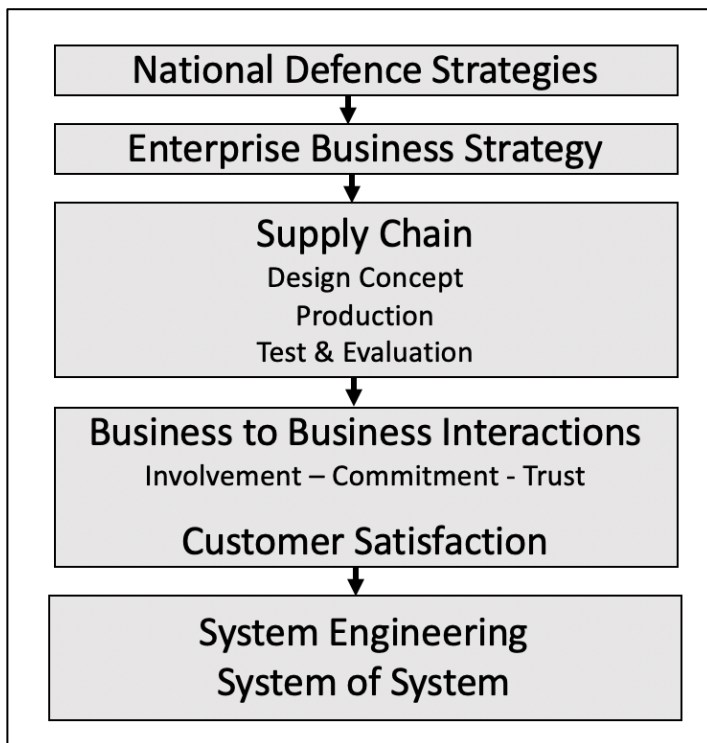 National Defence Strategies
Enterprise Business Strategy
Supply Chain
Design Concept
Production
Test & Evaluation
Business to Business Interactions
Involvement – Commitment - Trust
Customer Satisfaction
System Engineering
System of System